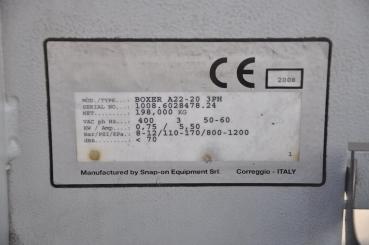 CE
2008
MOD./TYPE...: BOXER A22-20 3PH
SERIAL NO...: 1008.6028478.24
NET.........: 198,000 KG
VAC ph Hz...: 400 3 50-60
KW / Amp....: 0,75 / 5,50
Bar/PSI/KPa.: 8-12/110-170/800-1200
dBA.........: < 70
1
Manufactured by Snap-on Equipment Srl. Correggio - ITALY